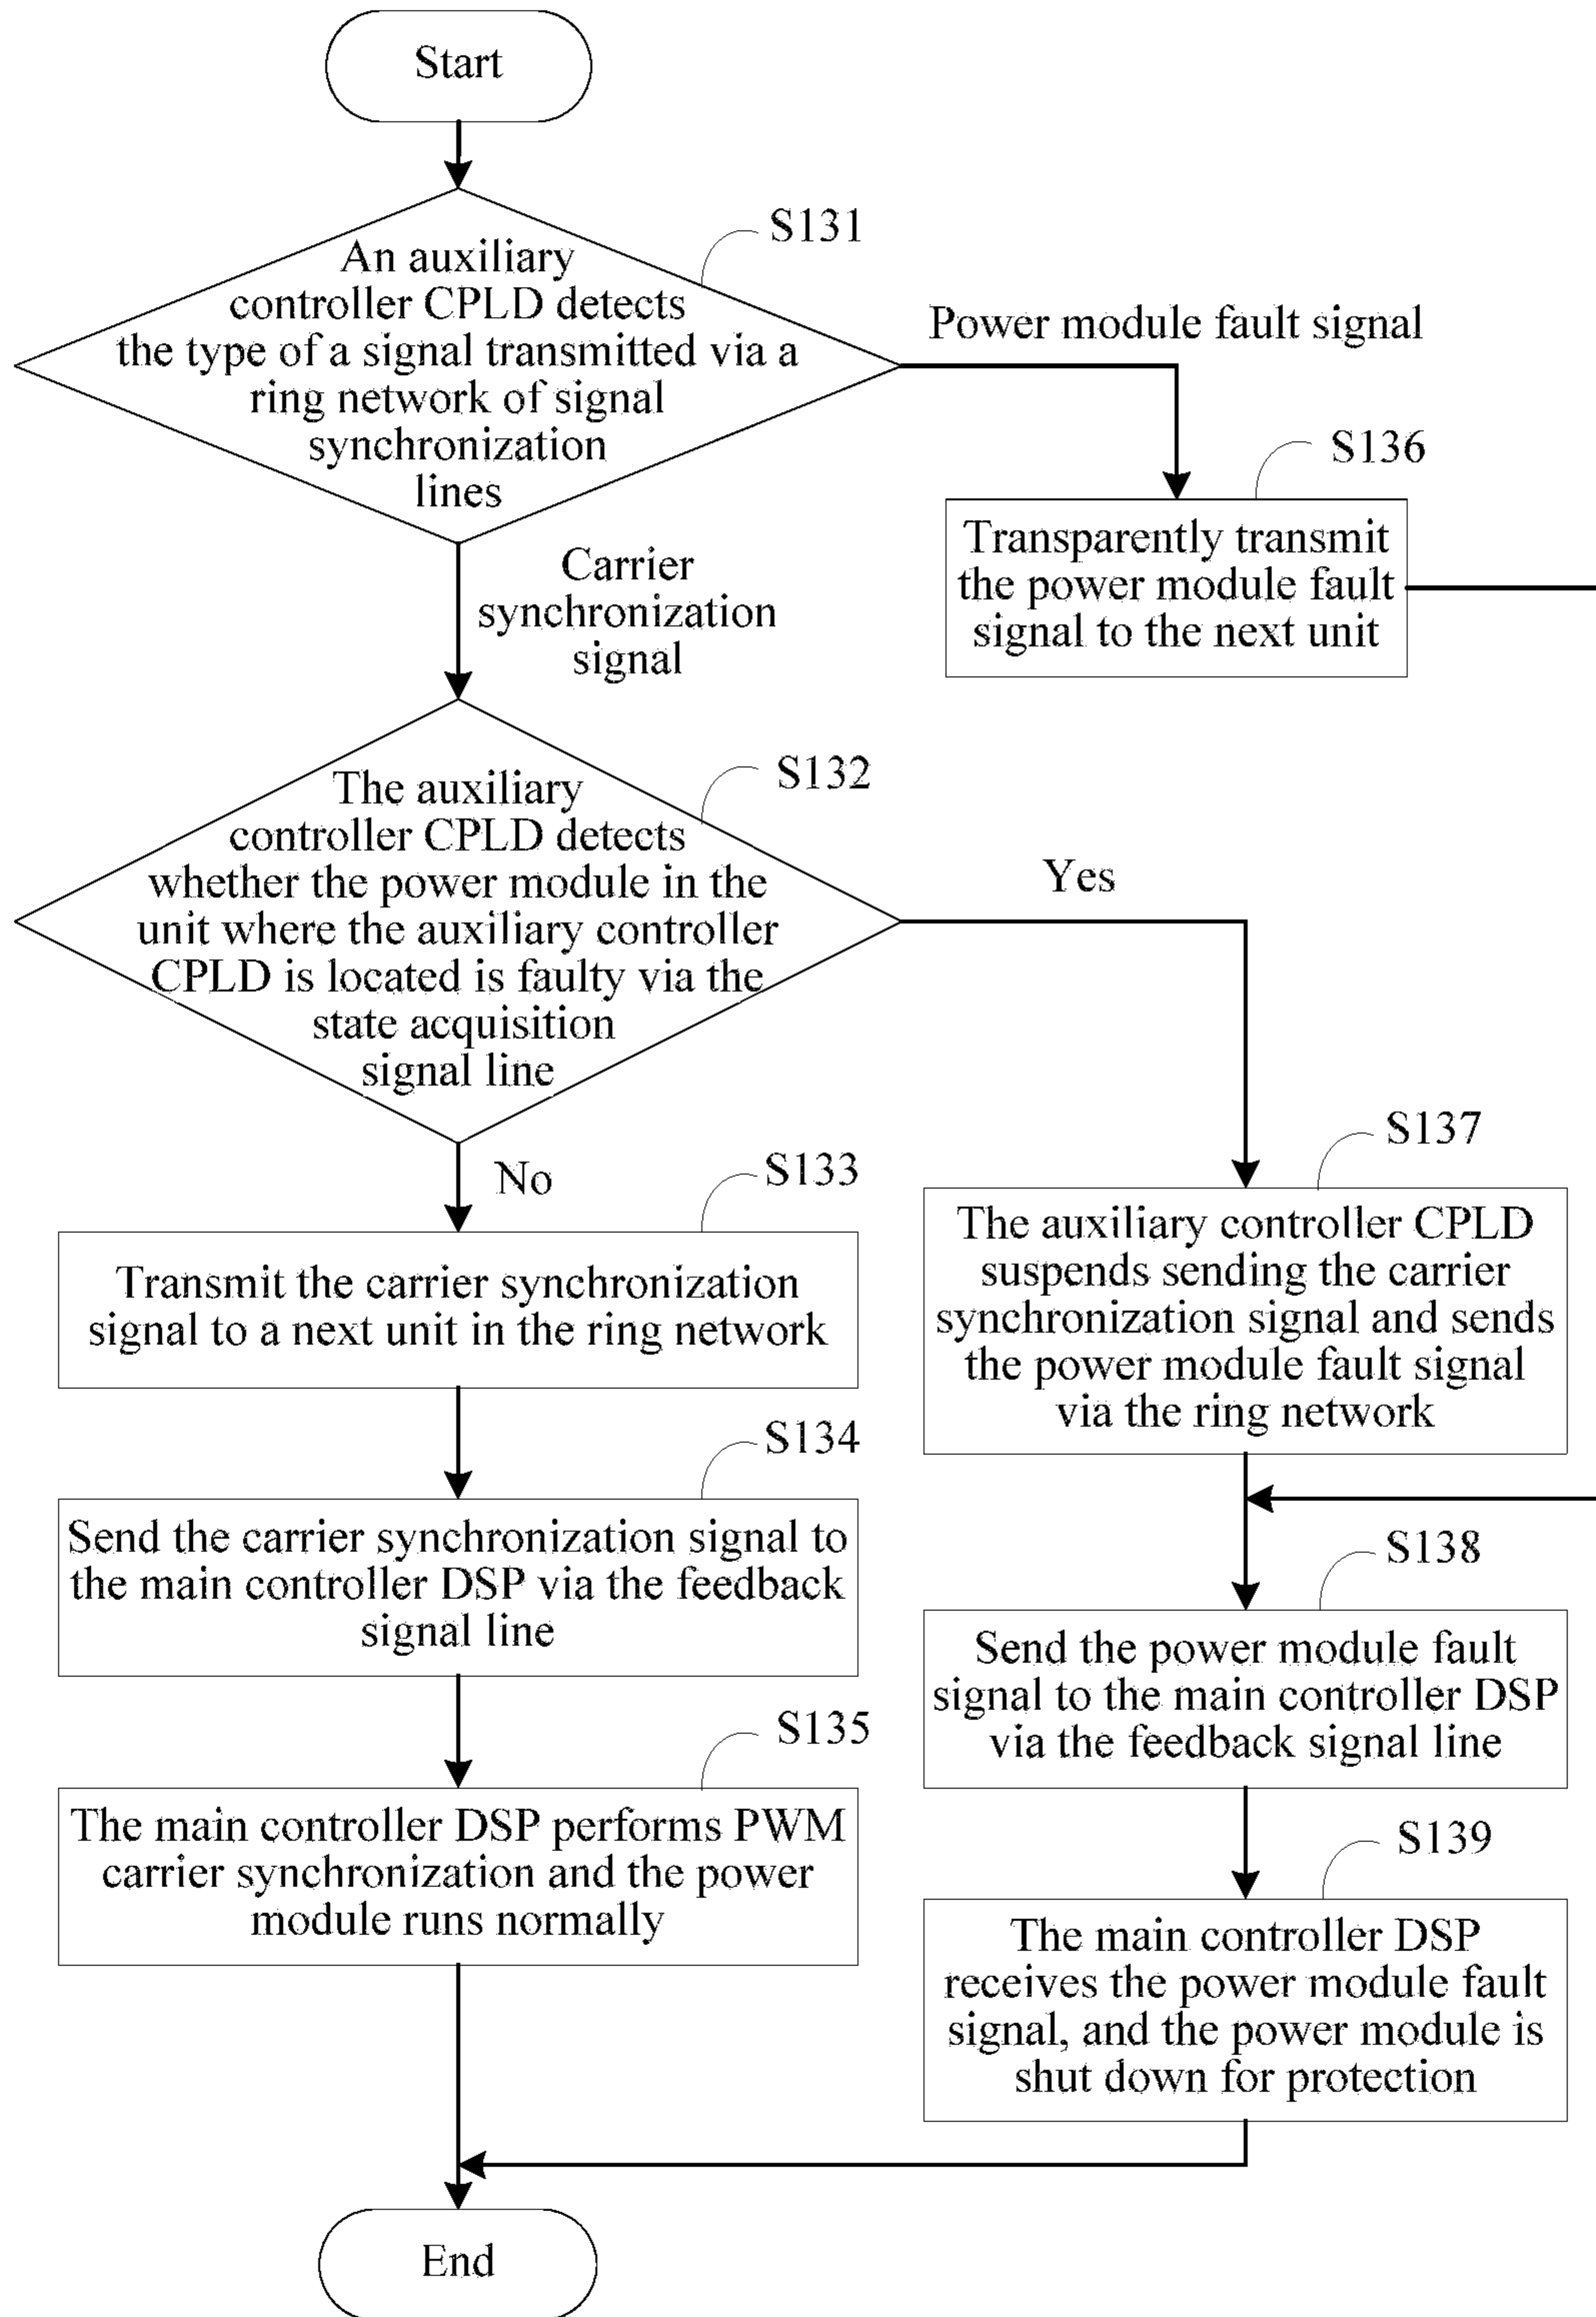 Start
S131
An auxiliary
controller CPLD detects
the type of a signal transmitted via a
ring network of signal
synchronization
lines
Power module fault signal
S136
Transparently transmit
the power module fault
signal to the next unit
Carrier
synchronization
signal
S132
The auxiliary
controller CPLD detects
whether the power module in the
unit where the auxiliary controller
CPLD is located is faulty via the
state acquisition
signal line
Yes
No
S133
Transmit the carrier synchronization
signal to a next unit in the ring network
S137
The auxiliary controller CPLD
suspends sending the carrier
synchronization signal and sends
the power module fault signal
via the ring network
S134
Send the carrier synchronization signal to
the main controller DSP via the feedback
signal line
S138
Send the power module fault
signal to the main controller DSP
via the feedback signal line
S135
The main controller DSP performs PWM
carrier synchronization and the power
module runs normally
S139
The main controller DSP
receives the power module fault
signal, and the power module is
shut down for protection
End